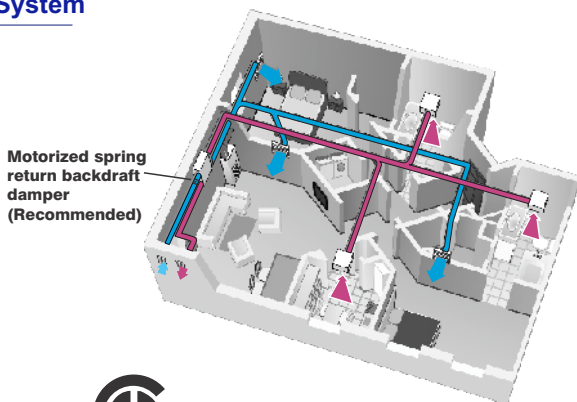 System
Motorized spring
return backdraft
damper
(Recommended)